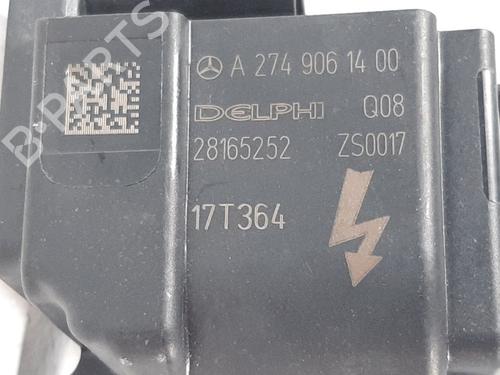 A 274 906 14 00
DELPHI Q08
28165252 ZS0017
17T364
B-PARTS